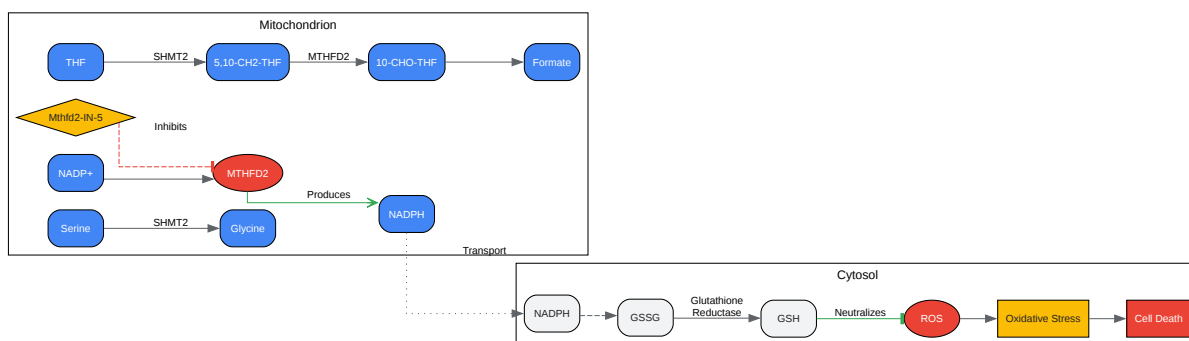 Mitochondrion
THF
SHMT2
5,10-CH2-THF
MTHFD2
10-CHO-THF
Formate
Mthfd2-IN-5
Inhibits
NADP+
MTHFD2
Produces
NADPH
Serine
SHMT2
Glycine
Transport
Cytosol
NADPH
GSSG
Glutathione
Reductase
GSH
Neutralizes
ROS
Oxidative Stress
Cell Death